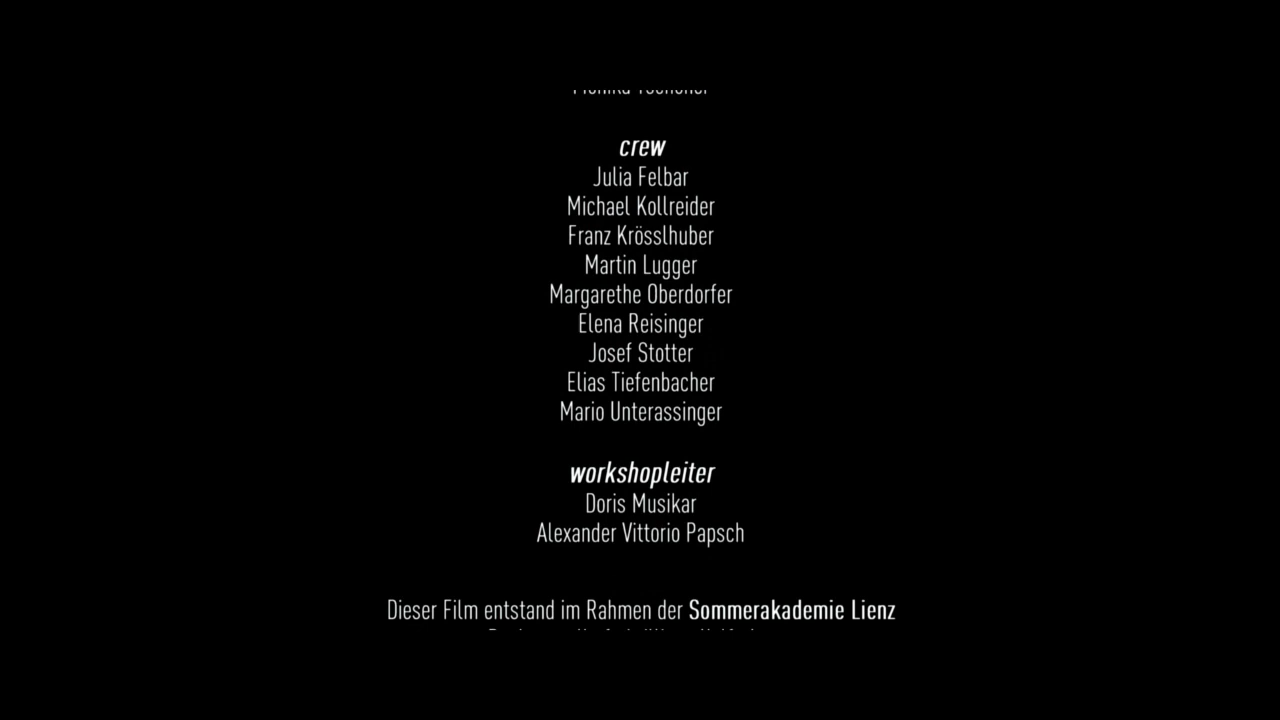 crew
Julia Felbar
Michael Kollreider
Franz Krösslhuber
Martin Lugger
Margarethe Oberdorfer
Elena Reisinger
Josef Stotter
Elias Tiefenbacher
Mario Unterassinger
workshopleiter
Doris Musikar
Alexander Vittorio Papsch
Dieser Film entstand im Rahmen der Sommerakademie Lienz